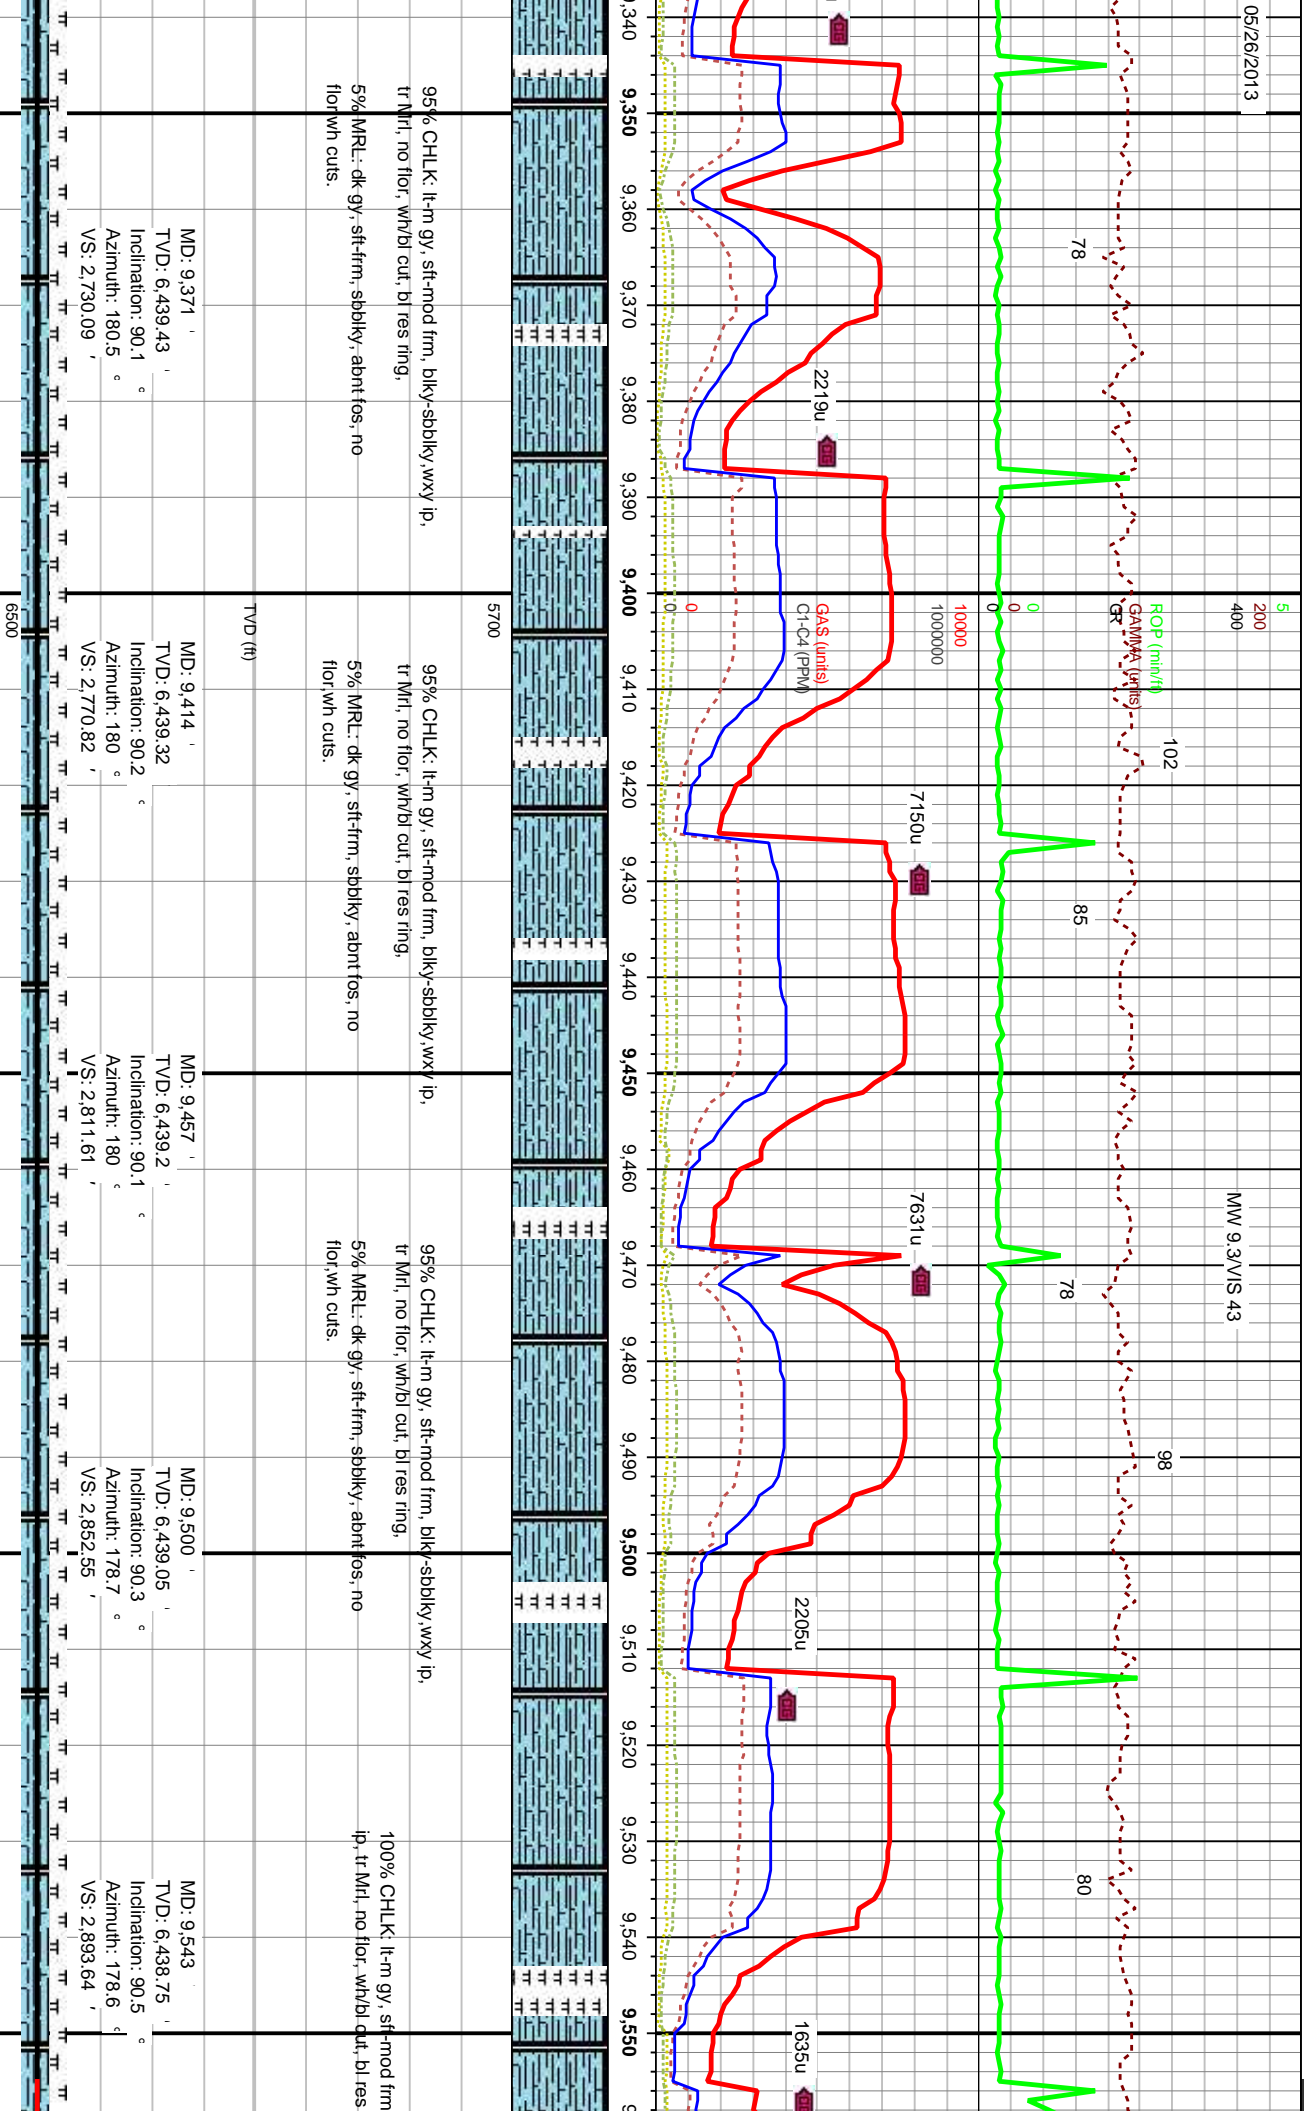 05/26/2013
MW 9.3/VIS 43
5
200
400
ROP (min/ft)
GAMMA (units)
GR
0
0
0
78
102
85
78
98
80
10000
1000000
GAS (units)
C1-C4 (PPM)
0
0
2219u
7150u
7631u
2205u
1635u
9,340
9,350
9,360
9,370
9,380
9,390
9,400
9,410
9,420
9,430
9,440
9,450
9,460
9,470
9,480
9,490
9,500
9,510
9,520
9,530
9,540
9,550
5700
TVD (ft)
6500
95% CHLK: lt-m gy, sft-mod frm, blky-sbblky,wxy ip,
tr Mrl, no flor, wh/bl cut, bl res ring,
5% MRL: dk gy, sft-frm, sbblky, abnt fos, no
flor,wh cuts.
95% CHLK: lt-m gy, sft-mod frm, blky-sbblky,wxy ip,
tr Mrl, no flor, wh/bl cut, bl res ring,
5% MRL: dk gy, sft-frm, sbblky, abnt fos, no
flor,wh cuts.
95% CHLK: lt-m gy, sft-mod frm, blky-sbblky,wxy ip,
tr Mrl, no flor, wh/bl cut, bl res ring,
5% MRL: dk gy, sft-frm, sbblky, abnt fos, no
flor,wh cuts.
100% CHLK: lt-m gy, sft-mod frm
ip, tr Mrl, no flor, wh/bl cut, bl res
MD: 9,371 '
TVD: 6,439.43 '
Inclination: 90.1 °
Azimuth: 180.5 °
VS: 2,730.09 '
MD: 9,414 '
TVD: 6,439.32 '
Inclination: 90.2 °
Azimuth: 180 °
VS: 2,770.82 '
MD: 9,457 '
TVD: 6,439.2 '
Inclination: 90.1 °
Azimuth: 180 °
VS: 2,811.61 '
MD: 9,500 '
TVD: 6,439.05 '
Inclination: 90.3 °
Azimuth: 178.7 °
VS: 2,852.55 '
MD: 9,543 '
TVD: 6,438.75 '
Inclination: 90.5 °
Azimuth: 178.6 °
VS: 2,893.64 '